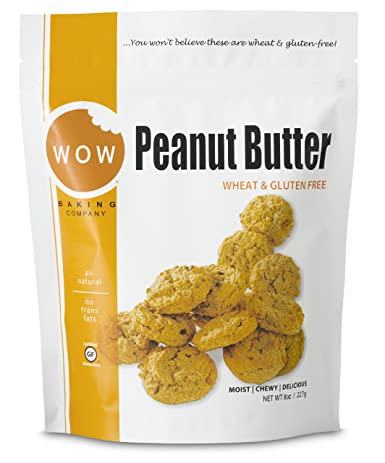 ...You won't believe these are wheat & gluten-free!
WOW
BAKING
COMPANY
Peanut Butter
WHEAT & GLUTEN FREE
all
natural
no
trans
fats
GF
MOIST | CHEWY | DELICIOUS
NET WT 8oz / 227g